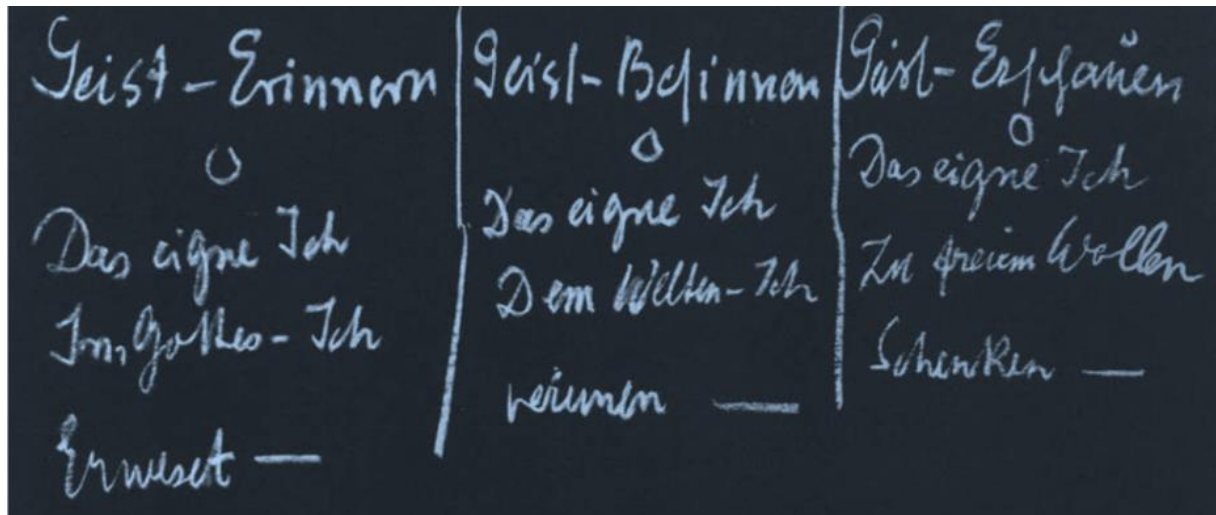 Geist-Erinnern
Das eigne Ich
Im Gottes-Ich
Erweset —
Geist-Besinnen
Das eigne Ich
Dem Welten-Ich
vereinen —
Geist-Erschauen
Das eigne Ich
Zu freiem Wollen
Schenken —